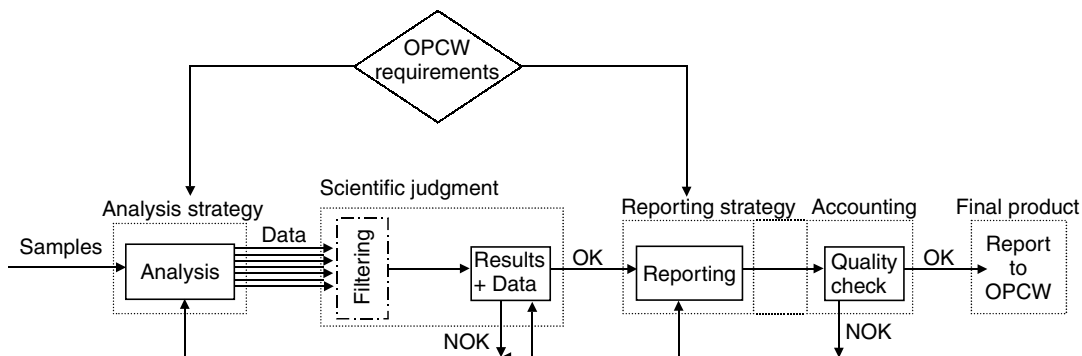 OPCW
requirements
Scientific judgment
Analysis strategy
Reporting strategy
Accounting
Final product
Samples
Data
Analysis
Filtering
Results
+ Data
OK
Reporting
Quality
check
OK
Report
to
OPCW
NOK
NOK